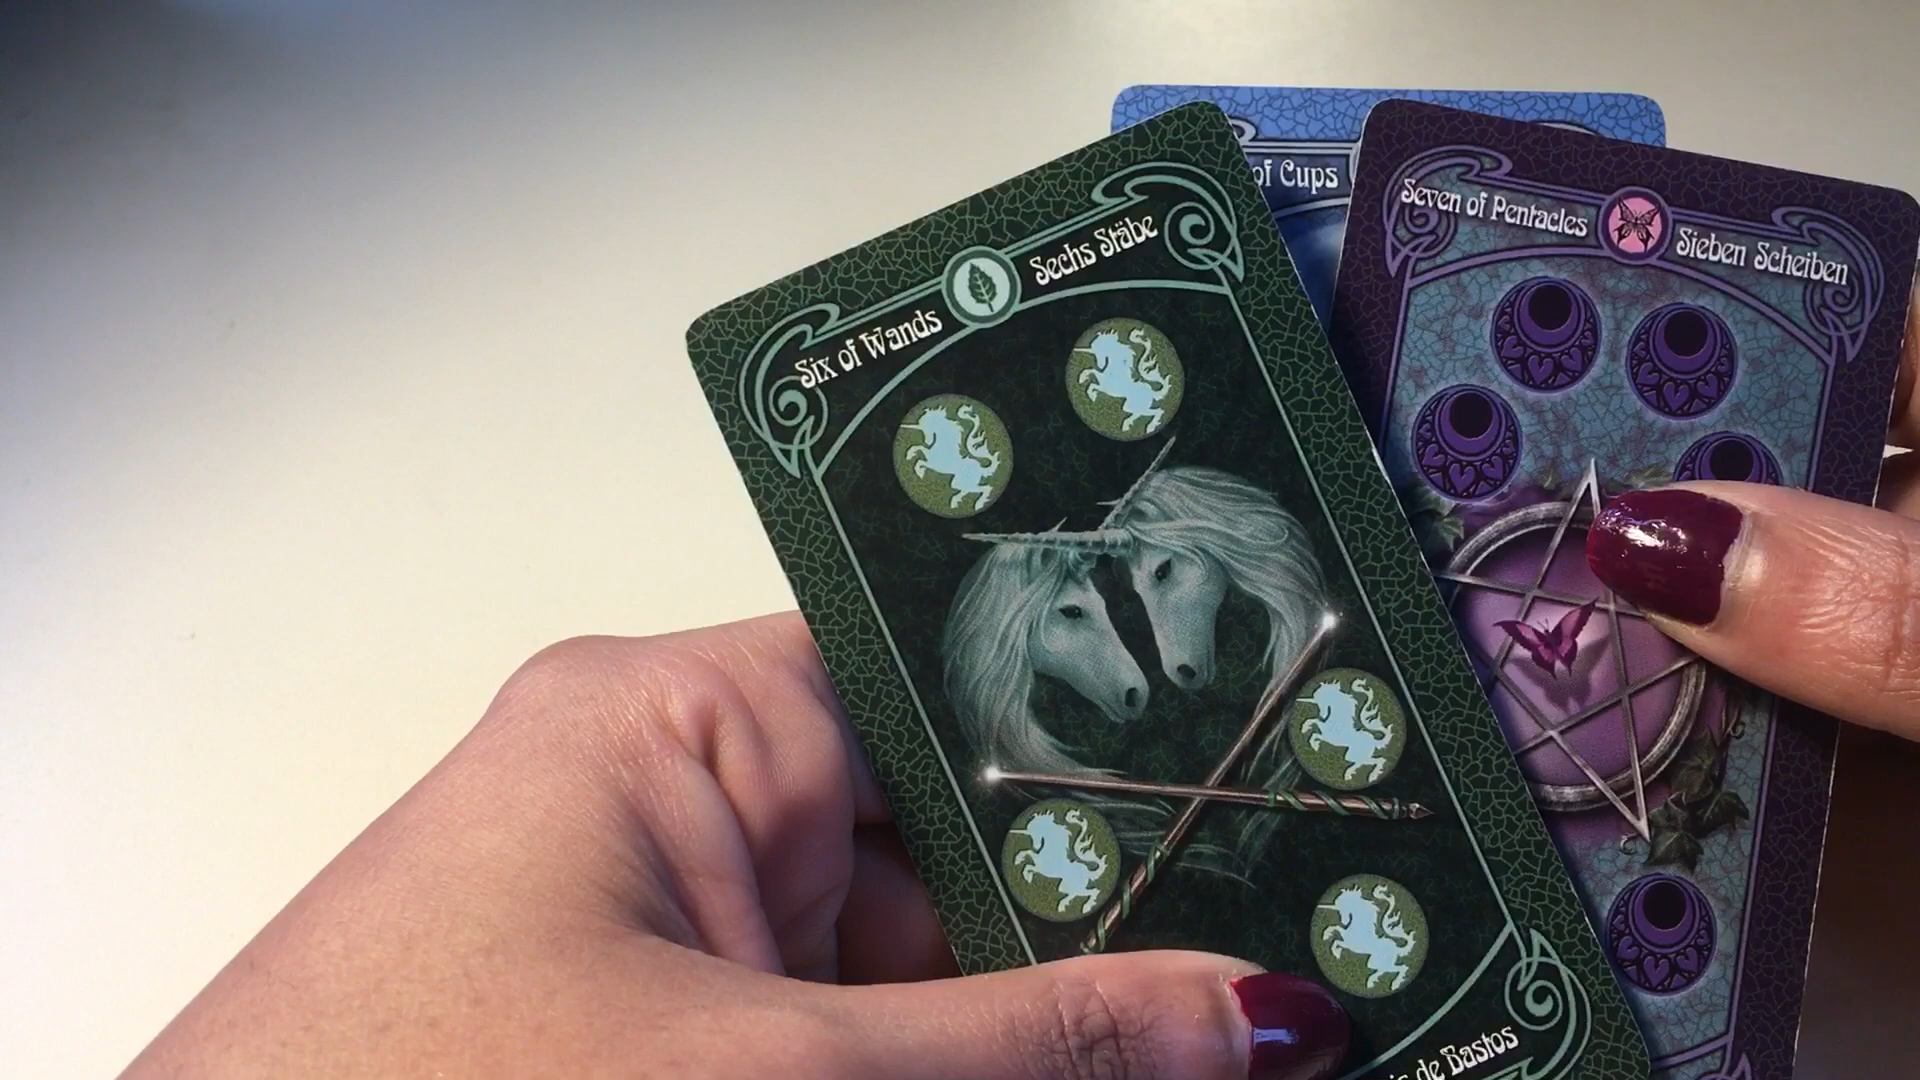 of Cups
Seven of Pentacles Sieben Scheiben
Six of Wands Sechs Stäbe
de Bastos